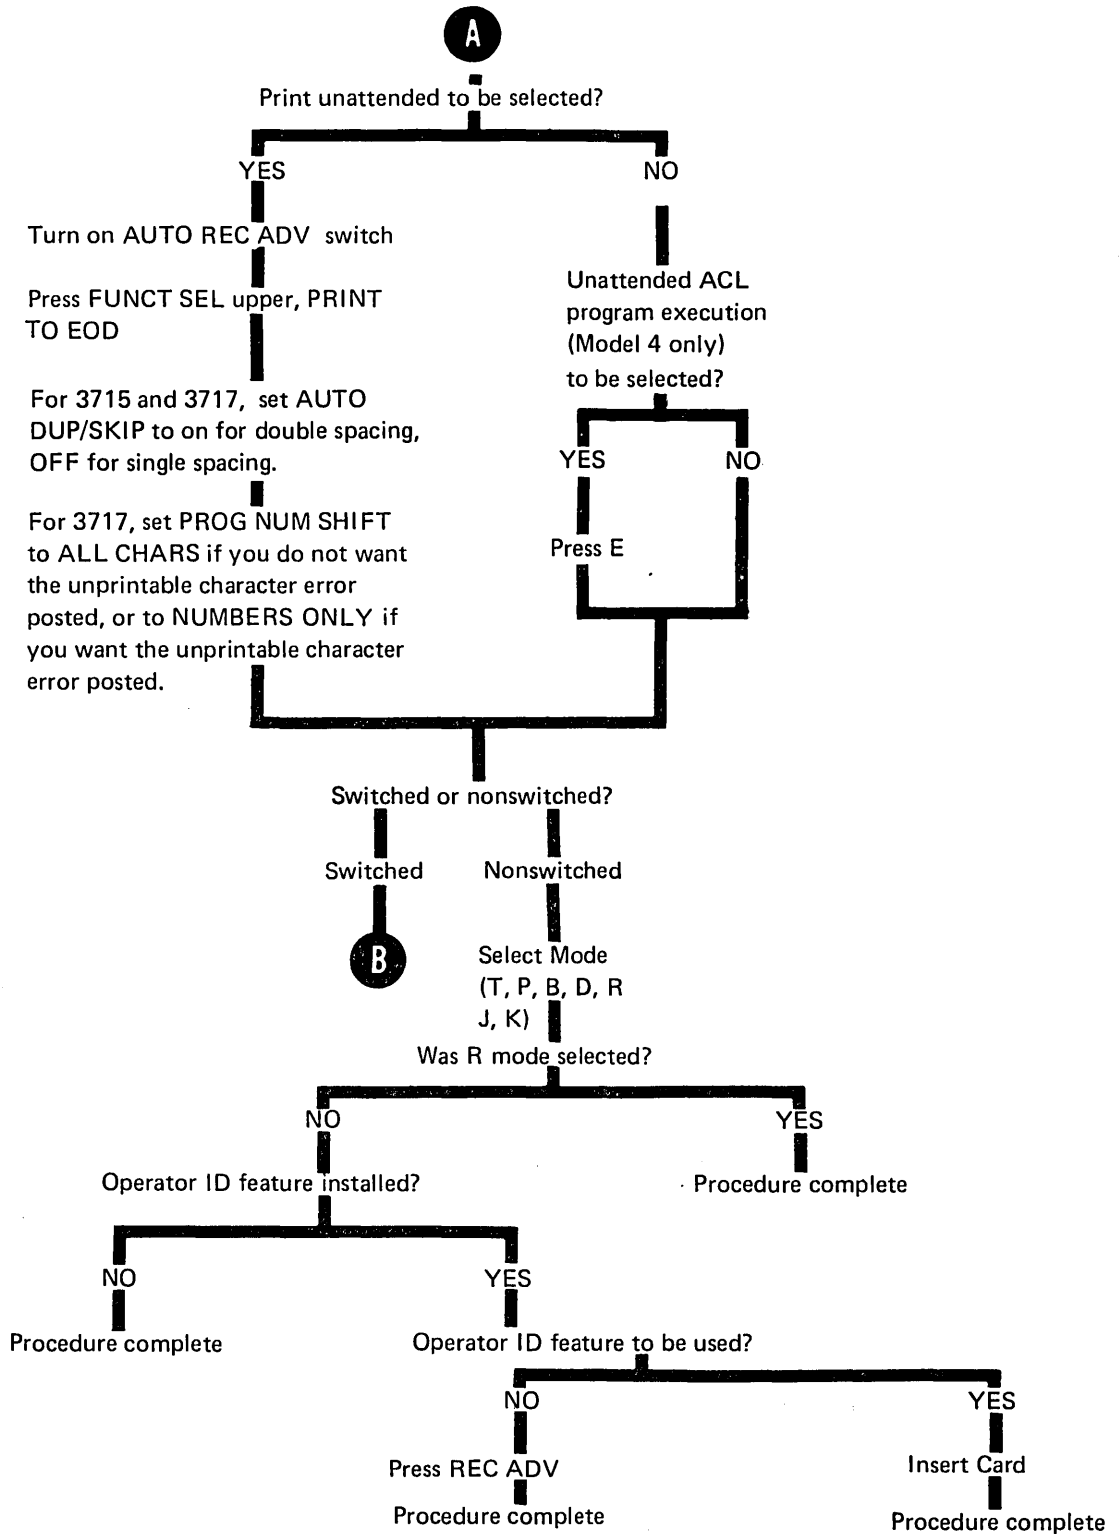 A
Print unattended to be selected?
YES
NO
Turn on AUTO REC ADV switch
Press FUNCT SEL upper, PRINT
TO EOD
For 3715 and 3717, set AUTO
DUP/SKIP to on for double spacing,
OFF for single spacing.
For 3717, set PROG NUM SHIFT
to ALL CHARS if you do not want
the unprintable character error
posted, or to NUMBERS ONLY if
you want the unprintable character
error posted.
Unattended ACL
program execution
(Model 4 only)
to be selected?
YES
NO
Press E
Switched or nonswitched?
Switched
Nonswitched
B
Select Mode
(T, P, B, D, R
J, K)
Was R mode selected?
NO
YES
Operator ID feature installed?
Procedure complete
NO
YES
Procedure complete
Operator ID feature to be used?
NO
YES
Press REC ADV
Insert Card
Procedure complete
Procedure complete